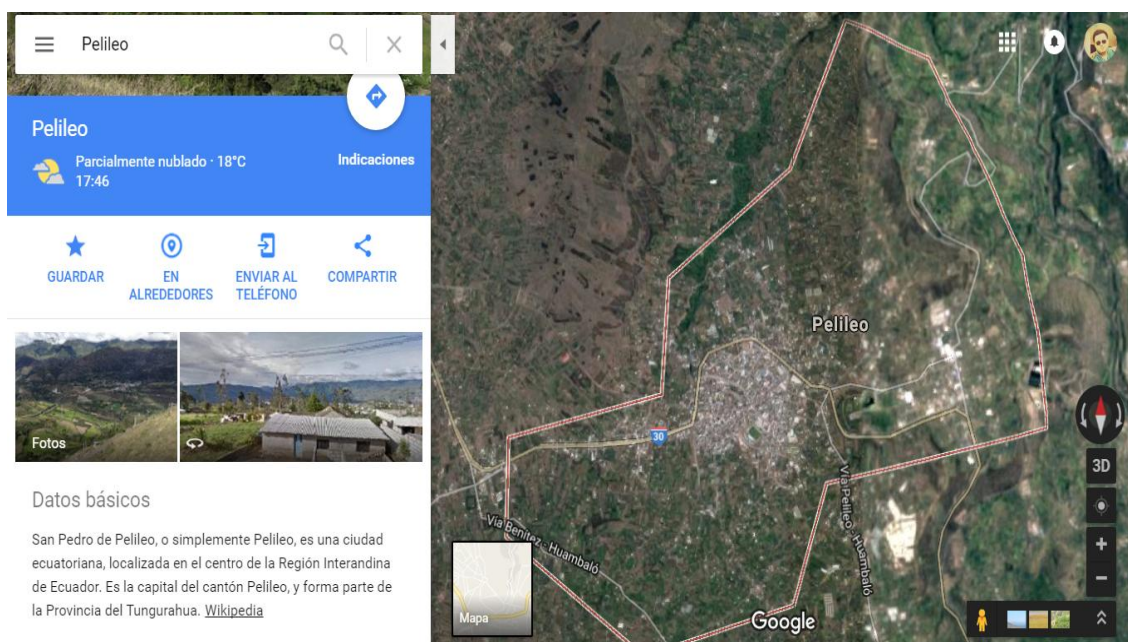 Pelileo
Pelileo
Parcialmente nublado · 18°C
17:46
Indicaciones
GUARDAR
EN
ALREDEDORES
ENVIAR AL
TELÉFONO
COMPARTIR
Fotos
Datos básicos
San Pedro de Pelileo, o simplemente Pelileo, es una ciudad
ecuatoriana, localizada en el centro de la Región Interandina
de Ecuador. Es la capital del cantón Pelileo, y forma parte de
la Provincia del Tungurahua. Wikipedia
Pelileo
30
Vía Pelileo - Huambaló
Vía Benítez - Huambaló
Mapa
Google
3D